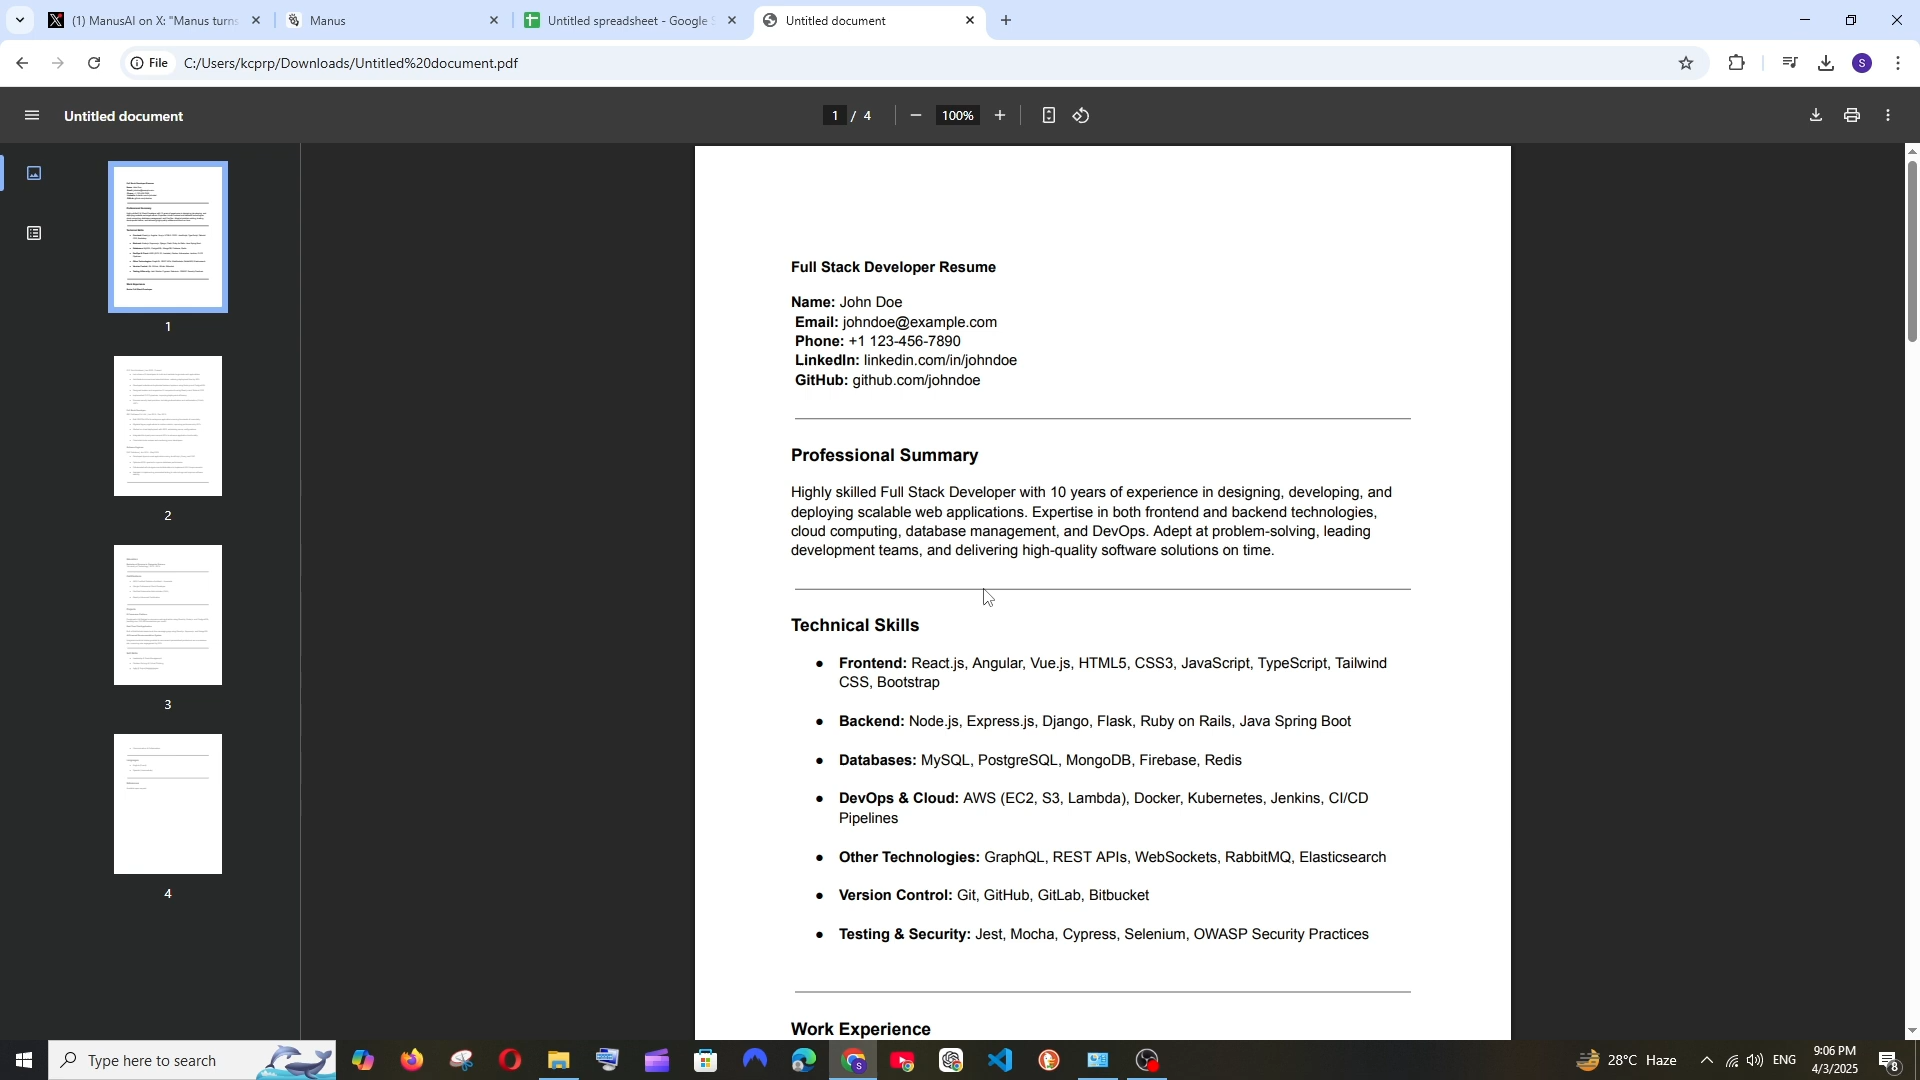 (1) ManusAI on X: "Manus turns
Manus
Untitled spreadsheet - Google S
Untitled document
File
C:/Users/kcprp/Downloads/Untitled%20document.pdf
S
Untitled document
1 / 4
100%
1
2
3
4
Full Stack Developer Resume
Name: John Doe
Email: johndoe@example.com
Phone: +1 123-456-7890
LinkedIn: linkedin.com/in/johndoe
GitHub: github.com/johndoe
Professional Summary
Highly skilled Full Stack Developer with 10 years of experience in designing, developing, and
deploying scalable web applications. Expertise in both frontend and backend technologies,
cloud computing, database management, and DevOps. Adept at problem-solving, leading
development teams, and delivering high-quality software solutions on time.
Technical Skills
● Frontend: React.js, Angular, Vue.js, HTML5, CSS3, JavaScript, TypeScript, Tailwind
CSS, Bootstrap
● Backend: Node.js, Express.js, Django, Flask, Ruby on Rails, Java Spring Boot
● Databases: MySQL, PostgreSQL, MongoDB, Firebase, Redis
● DevOps & Cloud: AWS (EC2, S3, Lambda), Docker, Kubernetes, Jenkins, CI/CD
Pipelines
● Other Technologies: GraphQL, REST APIs, WebSockets, RabbitMQ, Elasticsearch
● Version Control: Git, GitHub, GitLab, Bitbucket
● Testing & Security: Jest, Mocha, Cypress, Selenium, OWASP Security Practices
Work Experience
Type here to search
28°C Haze
ENG
9:06 PM
4/3/2025
8